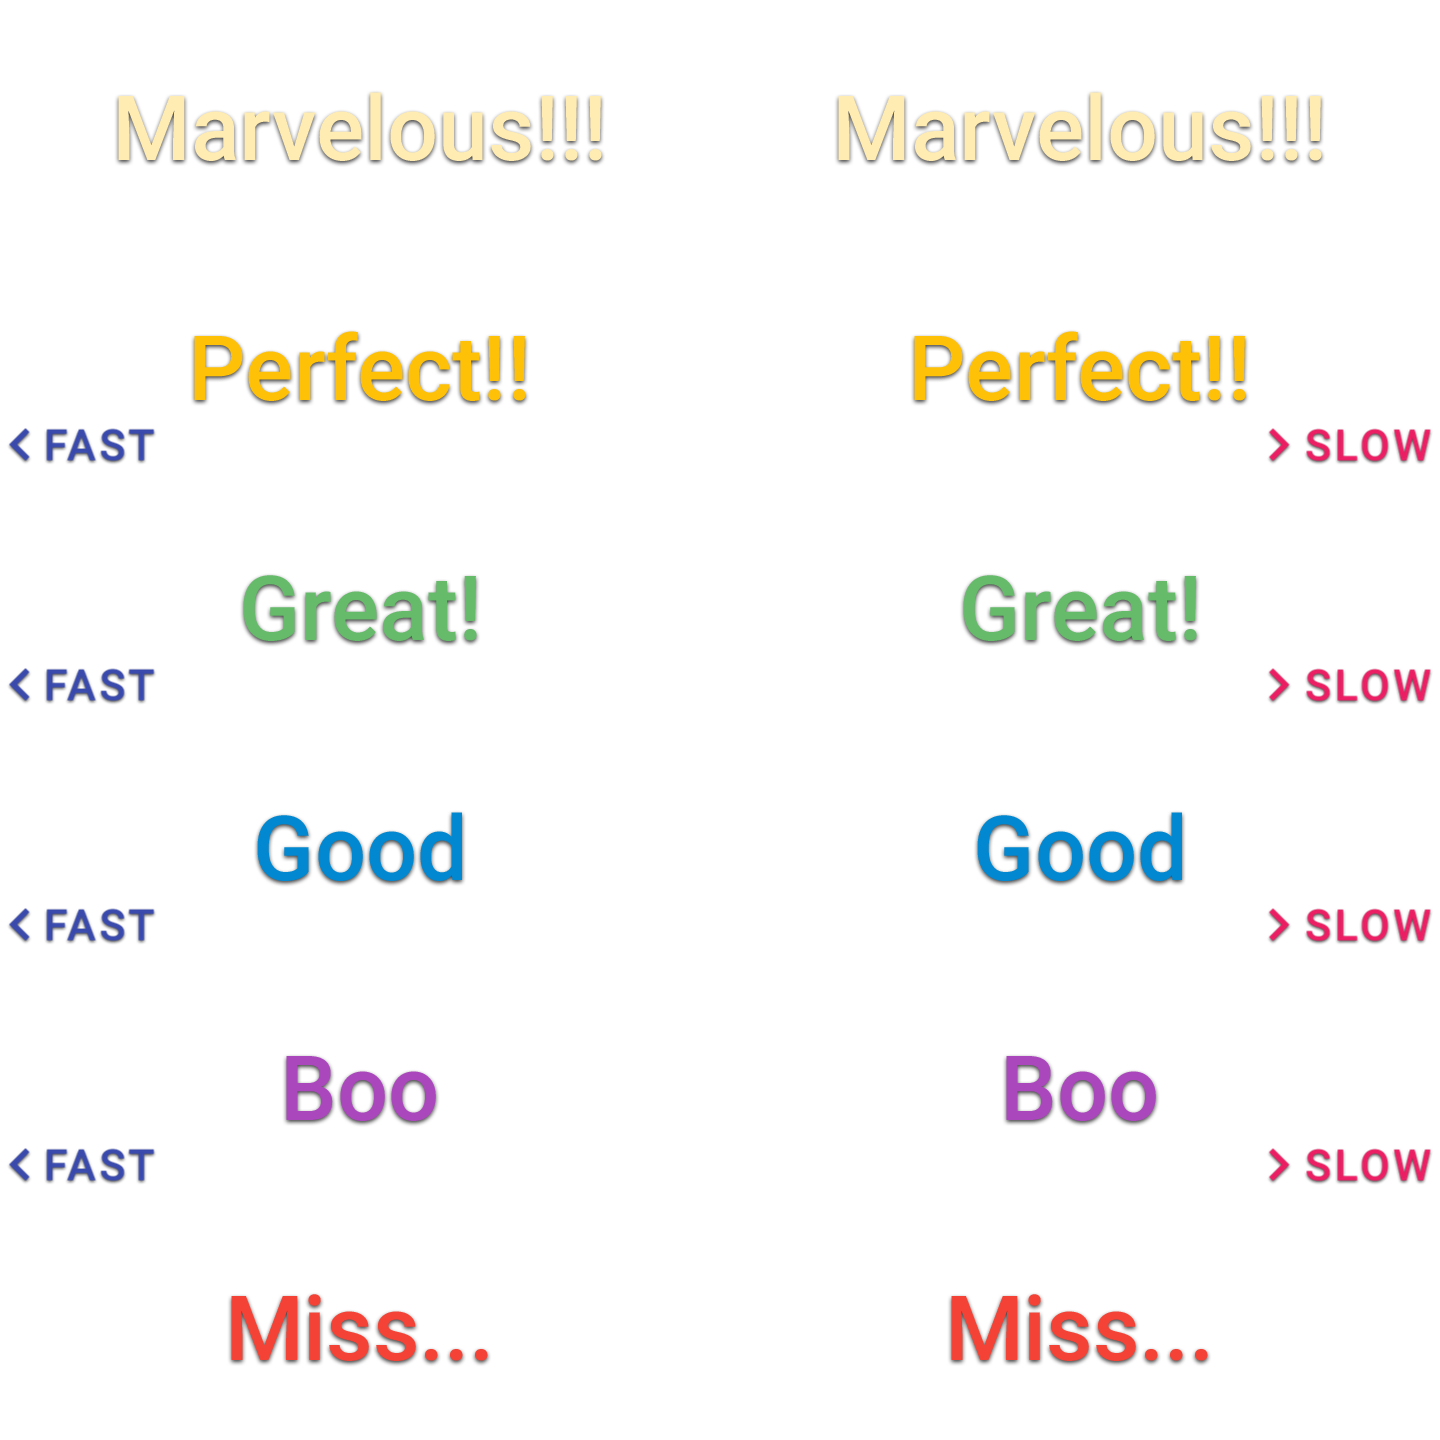 Marvelous!!! Marvelous!!!
Perfect!! Perfect!!
< FAST > SLOW
Great! Great!
< FAST > SLOW
Good Good
< FAST > SLOW
Boo Boo
< FAST > SLOW
Miss... Miss...